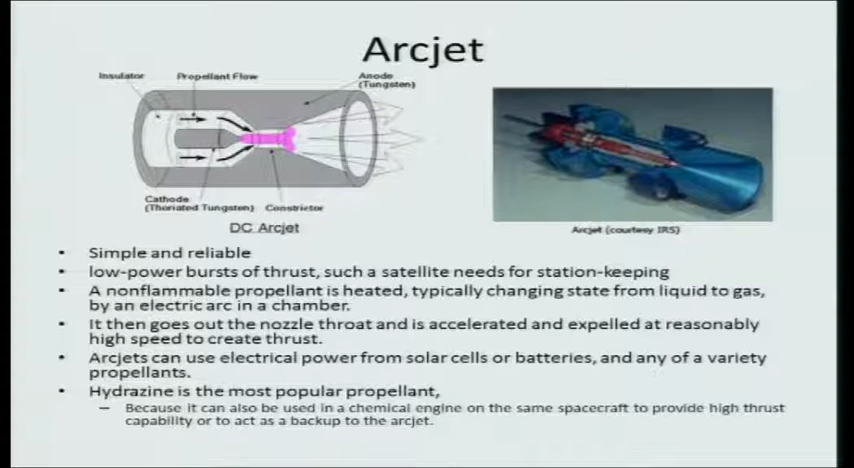 Arcjet
Insulator
Propellant Flow
Anode
(Tungsten)
Cathode
(Thoriated Tungsten)
Constrictor
DC Arcjet
Arcjet (courtesy IRS)
• Simple and reliable
• low-power bursts of thrust, such a satellite needs for station-keeping
• A nonflammable propellant is heated, typically changing state from liquid to gas,
by an electric arc in a chamber.
• It then goes out the nozzle throat and is accelerated and expelled at reasonably
high speed to create thrust.
• Arcjets can use electrical power from solar cells or batteries, and any of a variety
propellants.
• Hydrazine is the most popular propellant,
– Because it can also be used in a chemical engine on the same spacecraft to provide high thrust
capability or to act as a backup to the arcjet.